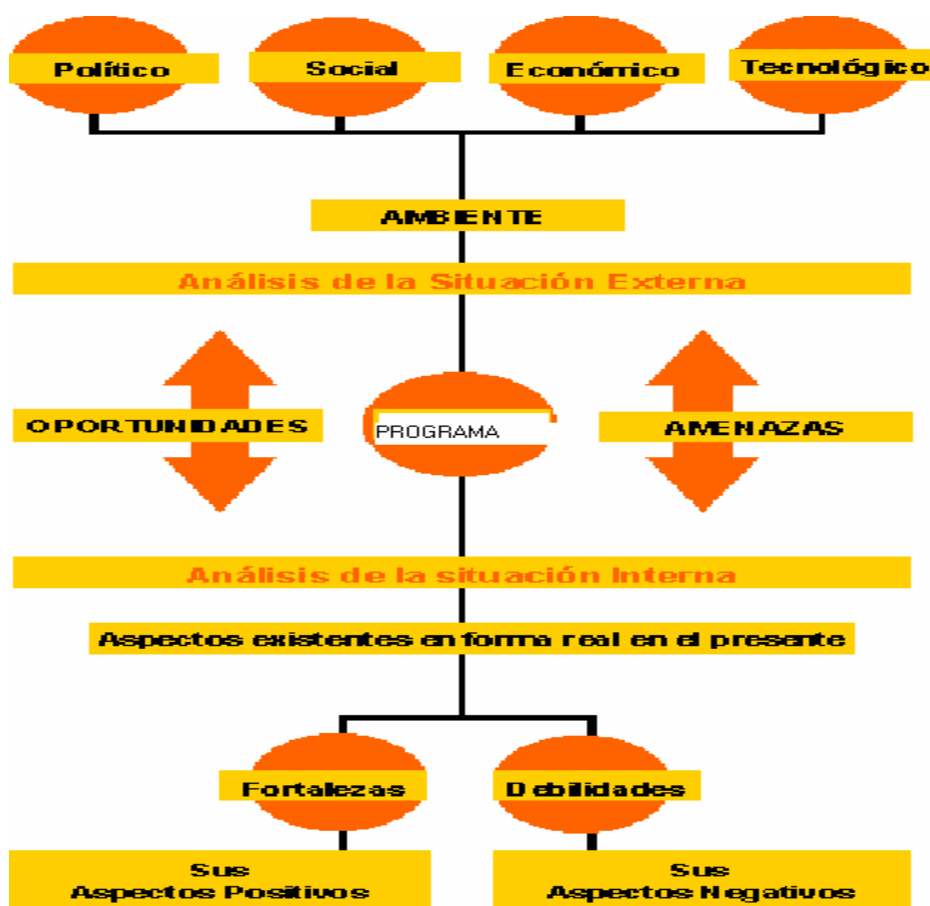 Político
Social
Económico
Tecnológico
AMBIENTE
Análisis de la Situación Externa
OPORTUNIDADES
PROGRAMA
AMENAZAS
Análisis de la situación Interna
Aspectos existentes en forma real en el presente
Fortalezas
Debilidades
Sus
Aspectos Positivos
Sus
Aspectos Negativos